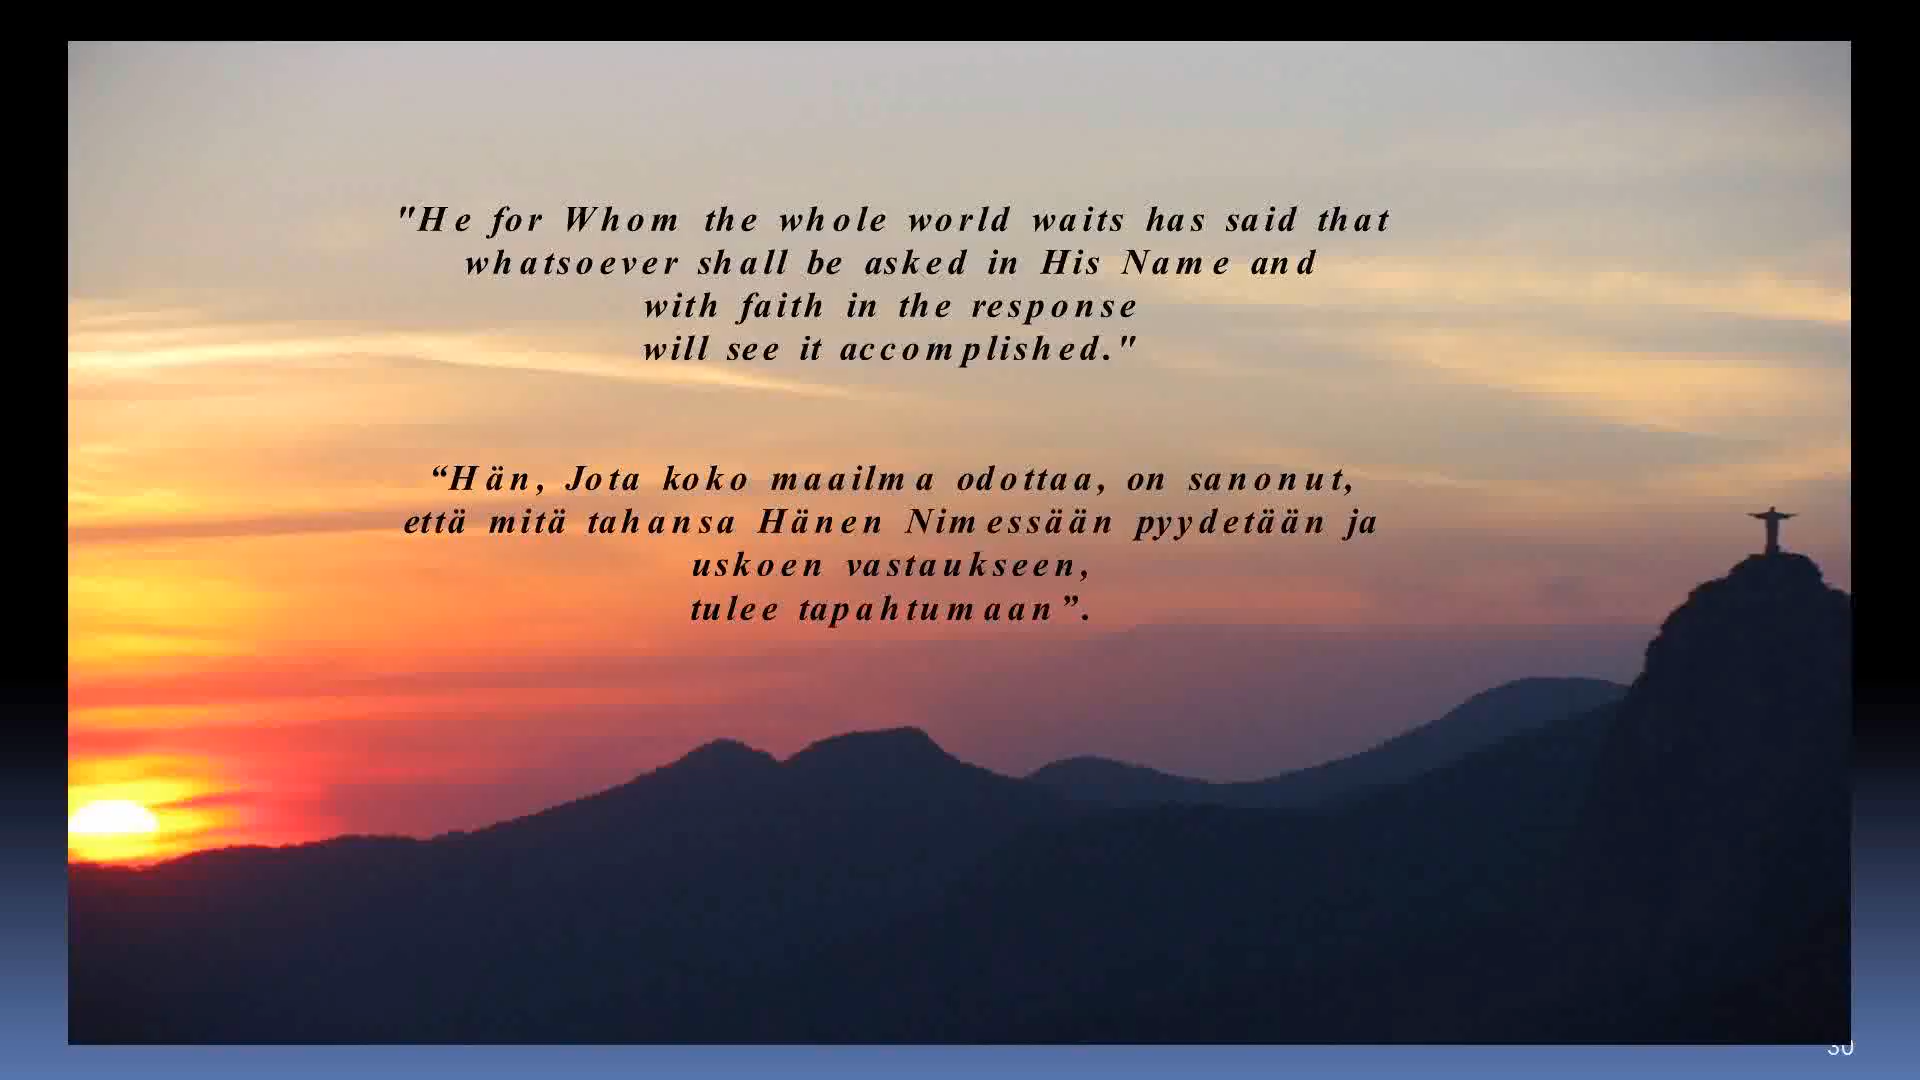 "He for Whom the whole world waits has said that
whatsoever shall be asked in His Name and
with faith in the response
will see it accomplished."
“Hän, Jota koko maailma odottaa, on sanonut,
että mitä tahansa Hänen Nimessään pyydetään ja
uskoen vastaukseen,
tulee tapahtumaan”.
30